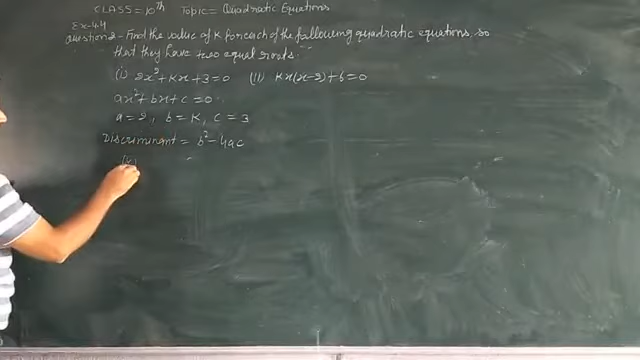 CLASS = 10th Topic = Quadratic Equations
Ex-4.4
Question 2 - Find the value of K for each of the following quadratic equations, so
that they have two equal roots.
(i) 2x²+Kx+3=0 (ii) Kx(x-2)+6=0
ax²+bx+c=0
a=2, b=K, c=3
Discriminant = b²-4ac